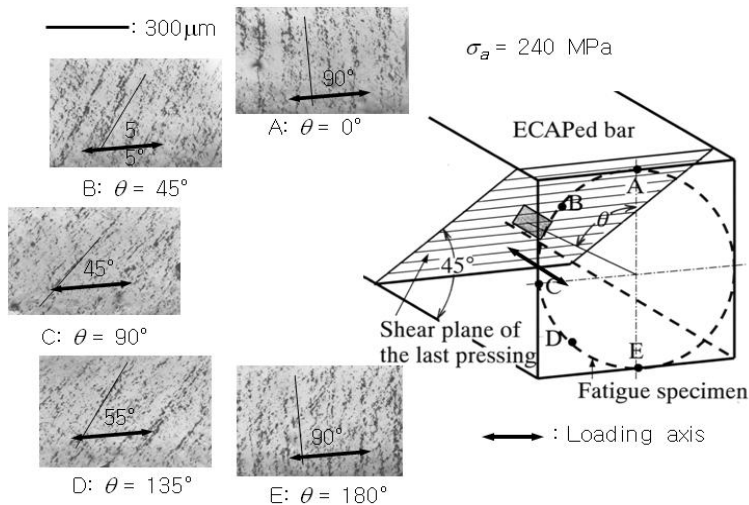 : 300μm
90°
A: θ = 0°
5
5°
B: θ = 45°
45°
C: θ = 90°
55°
D: θ = 135°
90°
E: θ = 180°
σa = 240 MPa
ECAPed bar
A
B
θ
45°
C
Shear plane of
the last pressing
D
E
Fatigue specimen
: Loading axis